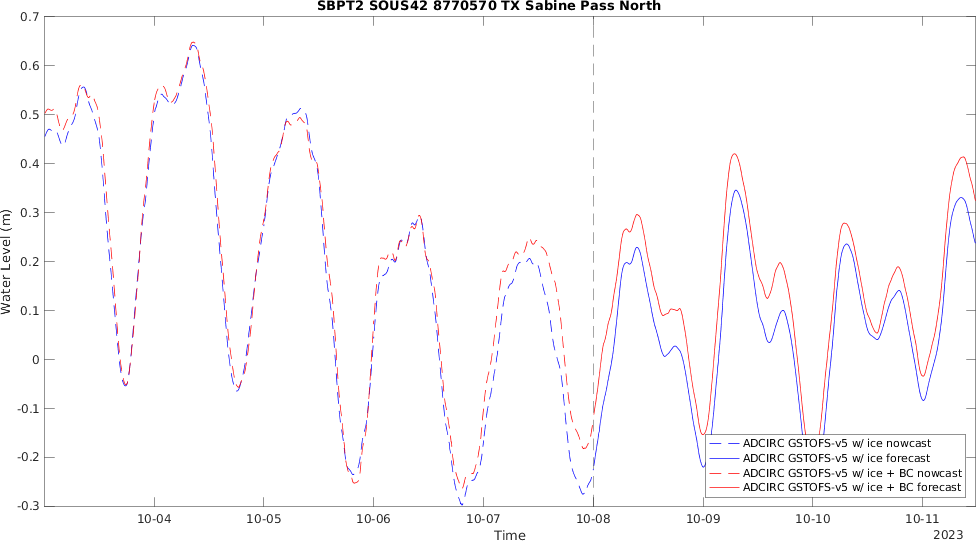 SBPT2 SOUS42 8770570 TX Sabine Pass North
Water Level (m)
0.7
0.6
0.5
0.4
0.3
0.2
0.1
0
-0.1
-0.2
-0.3
10-04
10-05
10-06
10-07
10-08
10-09
10-10
10-11
Time
2023
ADCIRC GSTOFS-v5 w/ ice nowcast
ADCIRC GSTOFS-v5 w/ ice forecast
ADCIRC GSTOFS-v5 w/ ice + BC nowcast
ADCIRC GSTOFS-v5 w/ ice + BC forecast